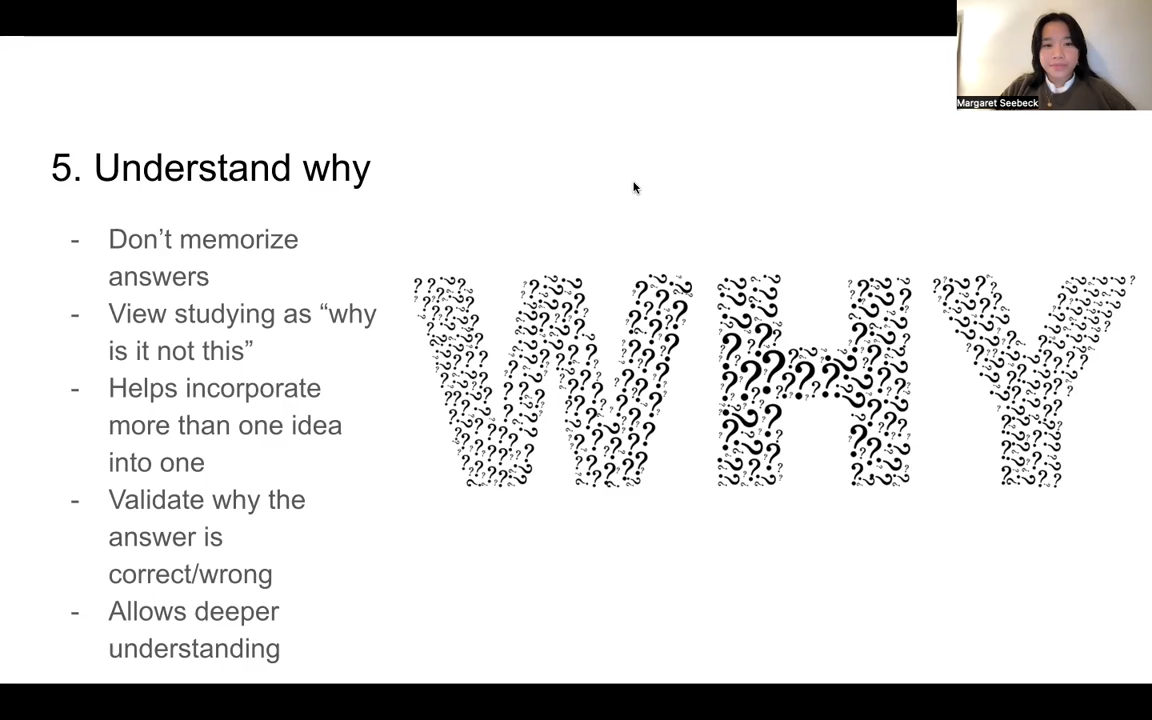 Margaret Seebeck
5. Understand why
- Don’t memorize
answers
- View studying as “why
is it not this”
- Helps incorporate
more than one idea
into one
- Validate why the
answer is
correct/wrong
- Allows deeper
understanding
WHY